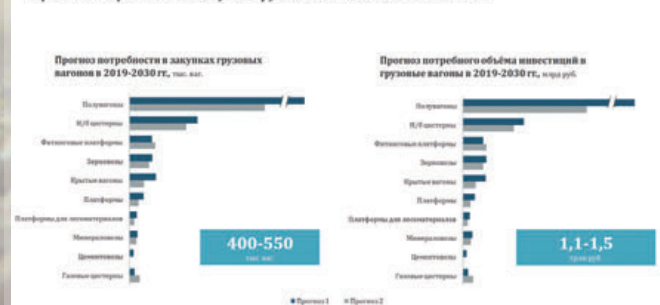 Прогноз потребности в закупках грузовых
вагонов в 2019-2030 гг., тыс. ваг.
Полувагоны
Н/б цистерны
Фитинговые платформы
Зерновозы
Крытые вагоны
Платформы
Платформы для лесоматериалов
Минераловозы
Цементовозы
Газовые цистерны
400-550
тыс. ваг.
Прогноз потребного объёма инвестиций в
грузовые вагоны в 2019-2030 гг., млрд руб.
Полувагоны
Н/б цистерны
Фитинговые платформы
Зерновозы
Крытые вагоны
Платформы
Платформы для лесоматериалов
Минераловозы
Цементовозы
Газовые цистерны
1,1-1,5
трлн руб.
Прогноз 1 Прогноз 2